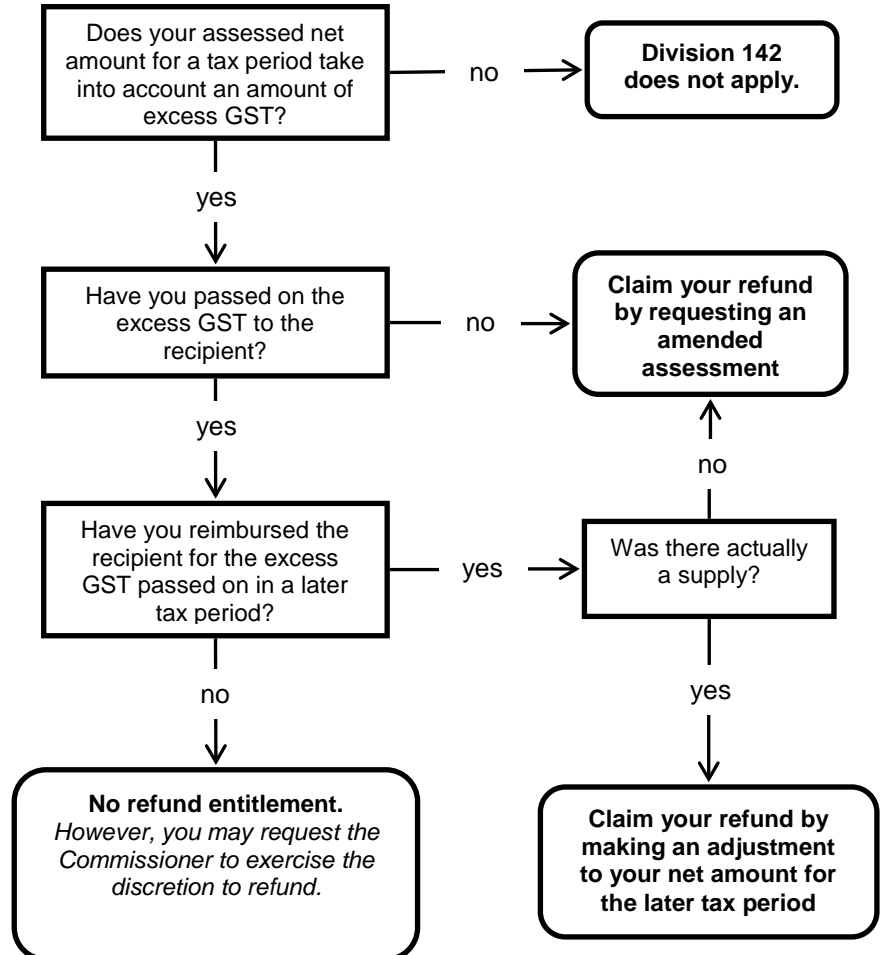 Does your assessed net
amount for a tax period take
into account an amount of
excess GST?
no
Division 142
does not apply.
yes
Have you passed on the
excess GST to the
recipient?
no
Claim your refund
by requesting an
amended
assessment
yes
no
Have you reimbursed the
recipient for the excess
GST passed on in a later
tax period?
yes
Was there actually
a supply?
no
yes
No refund entitlement.
However, you may request the
Commissioner to exercise the
discretion to refund.
Claim your refund by
making an adjustment
to your net amount for
the later tax period